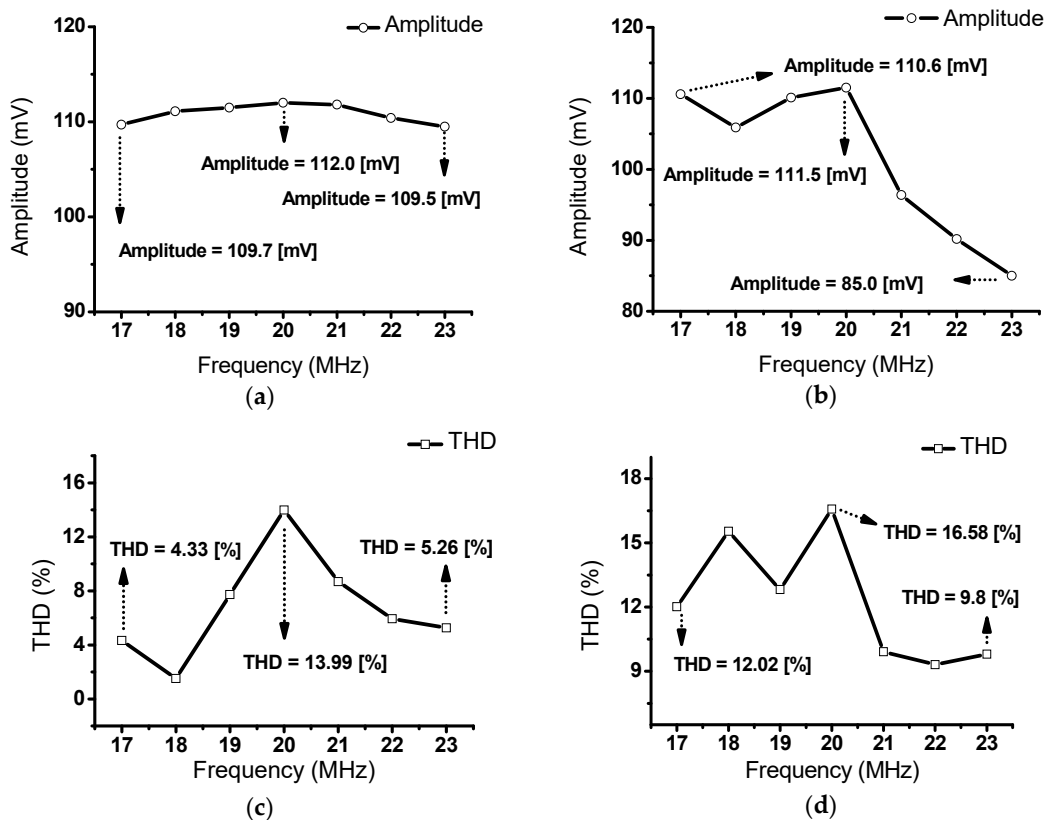 Amplitude
120
110
100
90
Amplitude (mV)
Amplitude = 112.0 [mV]
Amplitude = 109.5 [mV]
Amplitude = 109.7 [mV]
17 18 19 20 21 22 23
Frequency (MHz)
(a)
Amplitude
120
110
100
90
80
Amplitude (mV)
Amplitude = 110.6 [mV]
Amplitude = 111.5 [mV]
Amplitude = 85.0 [mV]
17 18 19 20 21 22 23
Frequency (MHz)
(b)
THD
16
12
8
4
0
THD (%)
THD = 4.33 [%]
THD = 5.26 [%]
THD = 13.99 [%]
17 18 19 20 21 22 23
Frequency (MHz)
(c)
THD
18
15
12
9
THD (%)
THD = 16.58 [%]
THD = 9.8 [%]
THD = 12.02 [%]
17 18 19 20 21 22 23
Frequency (MHz)
(d)